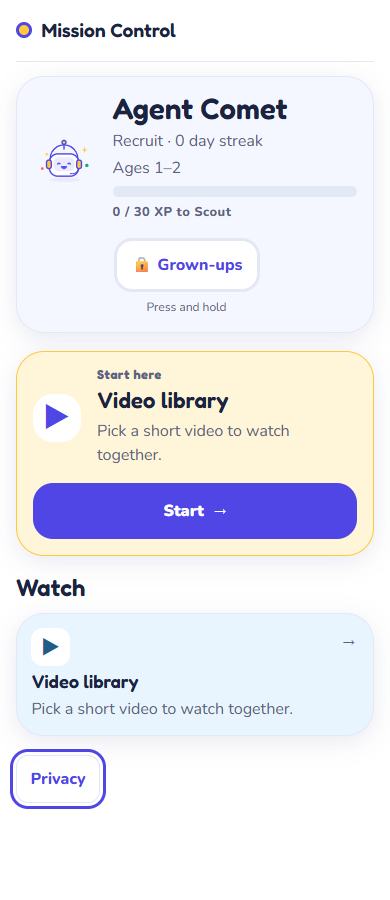 Mission Control
Agent Comet
Recruit · 0 day streak
Ages 1–2
0 / 30 XP to Scout
Grown-ups
Press and hold
Start here
Video library
Pick a short video to watch
together.
Start →
Watch
→
Video library
Pick a short video to watch together.
Privacy